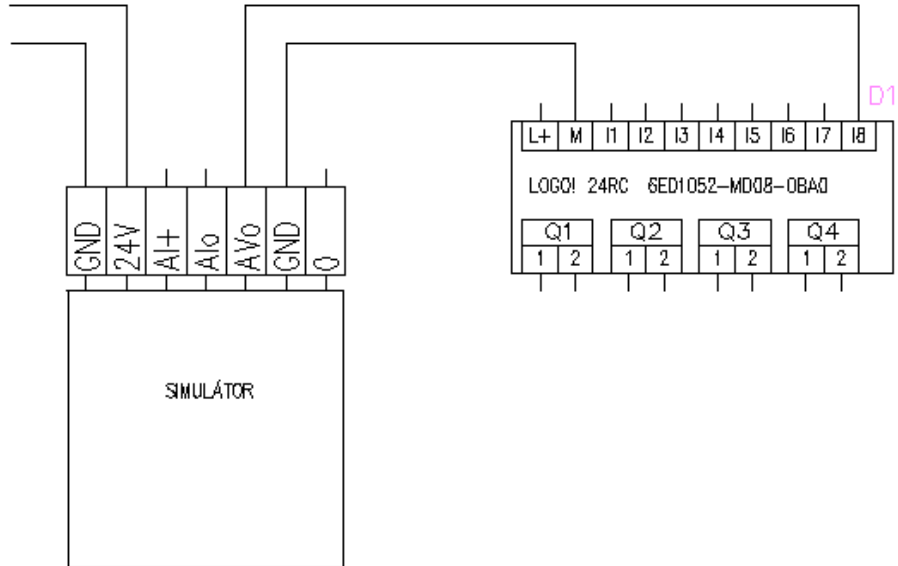 D1
L+ M I1 I2 I3 I4 I5 I6 I7 I8
LOGO! 24RC 6ED1052-MD08-0BA0
Q1 Q2 Q3 Q4
1 2 1 2 1 2 1 2
GND 24V AI+ AIo AVo GND 0
SIMULÁTOR